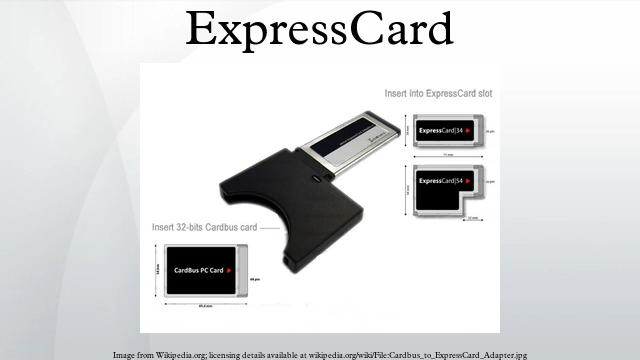 ExpressCard
Insert into ExpressCard slot
ExpressCard|34
ExpressCard|54
Insert 32-bits Cardbus card
CardBus PC Card
Image from Wikipedia.org; licensing details available at wikipedia.org/wiki/File:Cardbus_to_ExpressCard_Adapter.jpg